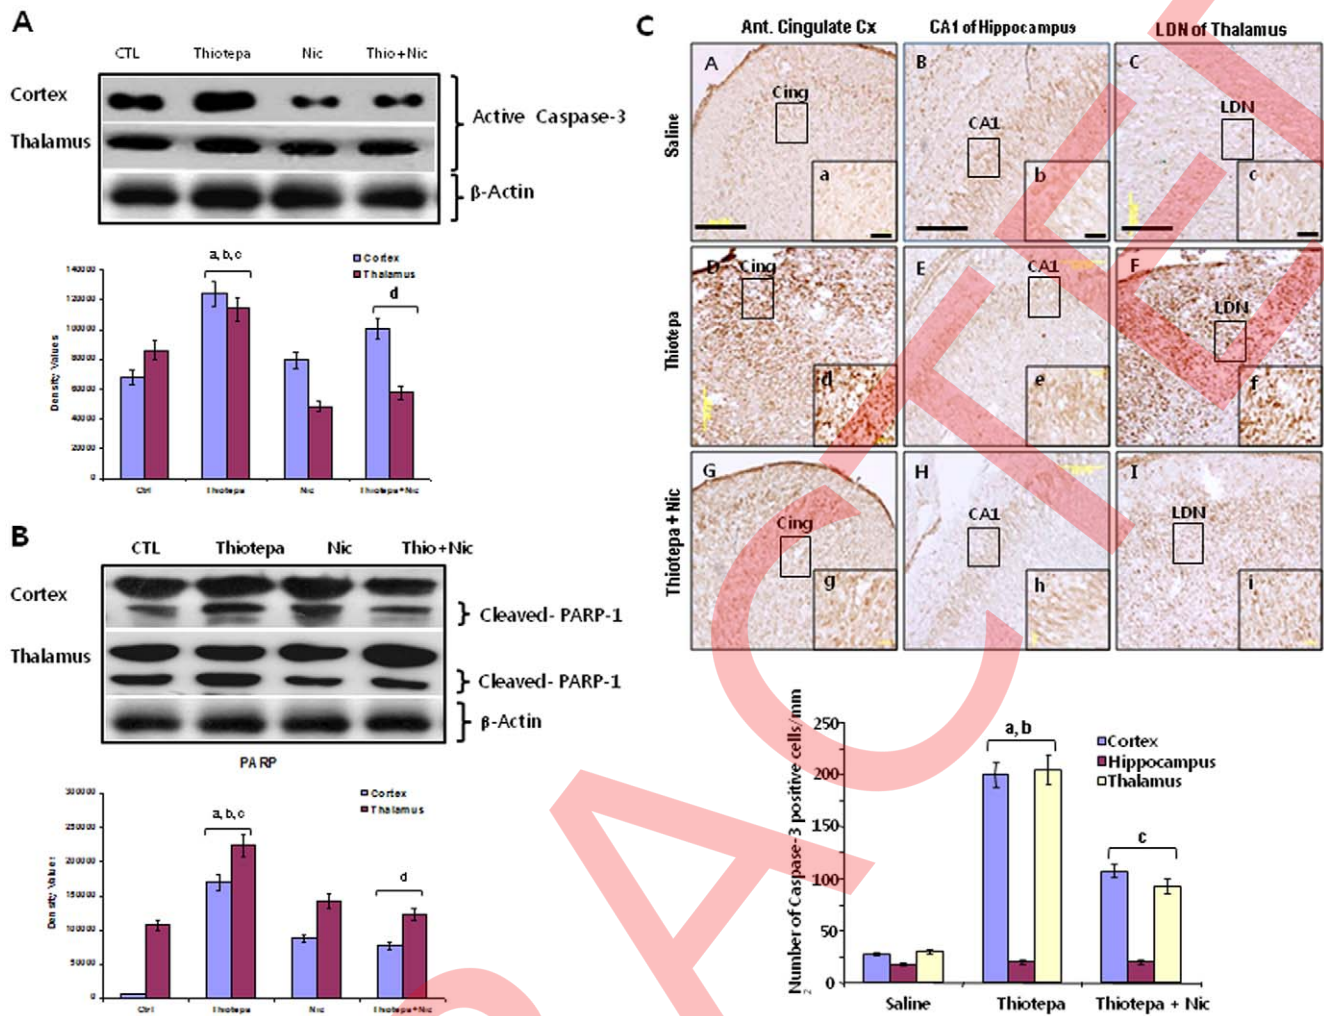 A
CTL Thiotepa Nic Thio+Nic
Cortex
Thalamus
Active Caspase-3
β-Actin
a, b, c
d
Cortex
Thalamus
140000
120000
100000
80000
60000
40000
20000
0
Density Values
Ctrl Thiotepa Nic Thiotepa+Nic
B
CTL Thiotepa Nic Thio+Nic
Cortex
Cleaved- PARP-1
Thalamus
Cleaved- PARP-1
β-Actin
PARP
a, b, c
d
Cortex
Thalamus
300000
250000
200000
150000
100000
50000
0
Density Values
Ctrl Thiotepa Nic Thiotepa+Nic
C
Ant. Cingulate Cx CA1 of Hippocampus LDN of Thalamus
Saline
A Cing a
B CA1 b
C LDN c
Thiotepa
D Cing d
E CA1 e
F LDN f
Thiotepa + Nic
G Cing g
H CA1 h
I LDN i
Number of Caspase-3 positive cells/mm
2
250
200
150
100
50
0
a, b
c
Cortex
Hippocampus
Thalamus
Saline Thiotepa Thiotepa + Nic